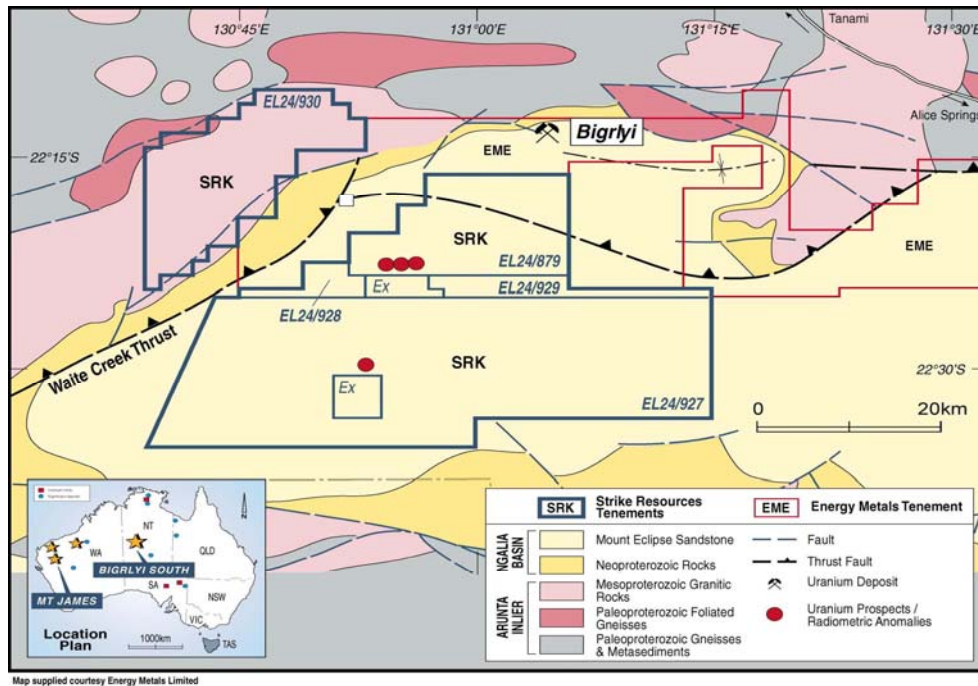 130°45'E
131°00'E
131°15'E
131°30'E
Tanami
Alice Springs
EL24/930
22°15'S
SRK
EME
Bigrlyi
SRK
EL24/879
EME
Ex
EL24/929
EL24/928
Waite Creek Thrust
SRK
Ex
22°30'S
EL24/927
0
20km
NT
WA
QLD
BIGRLYI SOUTH
SA
NSW
MT JAMES
VIC
Location
Plan
1000km
TAS
N
SRK Strike Resources
Tenements
EME Energy Metals Tenement
NGALIA
BASIN
Mount Eclipse Sandstone
Neoproterozoic Rocks
ARUNTA
INLIER
Mesoproterozoic Granitic
Rocks
Paleoproterozoic Foliated
Gneisses
Paleoproterozoic Gneisses
& Metasediments
Fault
Thrust Fault
Uranium Deposit
Uranium Prospects /
Radiometric Anomalies
Map supplied courtesy Energy Metals Limited